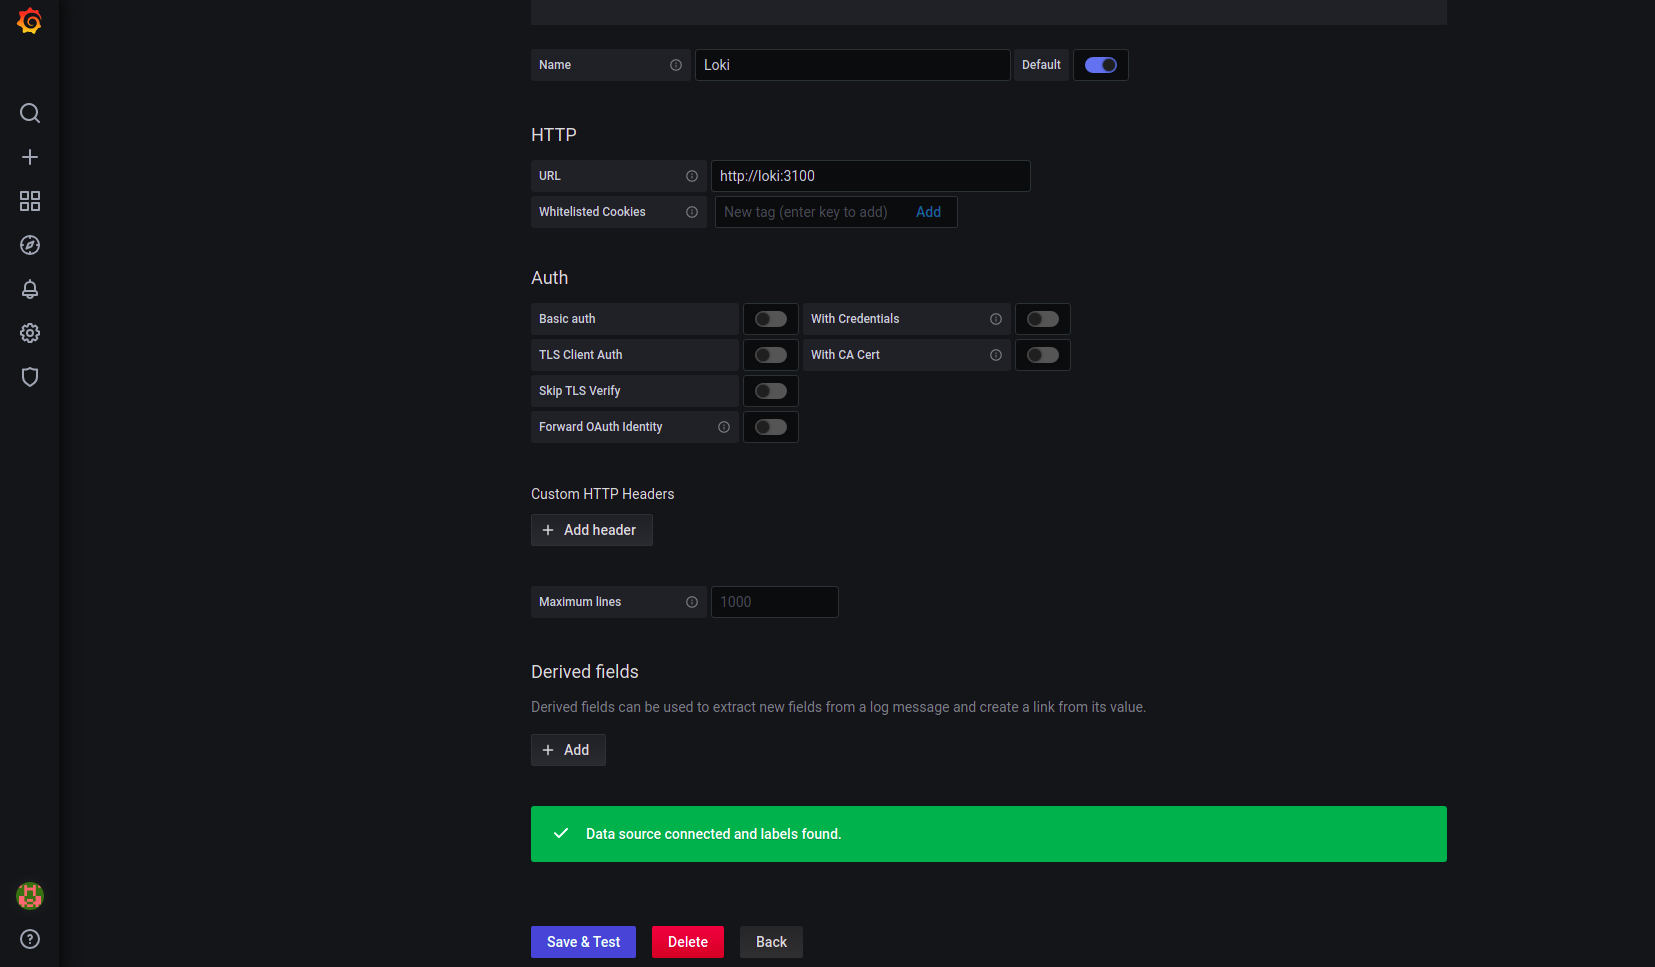 Name Loki Default
HTTP
URL http://loki:3100
Whitelisted Cookies New tag (enter key to add) Add
Auth
Basic auth With Credentials
TLS Client Auth With CA Cert
Skip TLS Verify
Forward OAuth Identity
Custom HTTP Headers
+ Add header
Maximum lines 1000
Derived fields
Derived fields can be used to extract new fields from a log message and create a link from its value.
+ Add
Data source connected and labels found.
Save & Test Delete Back